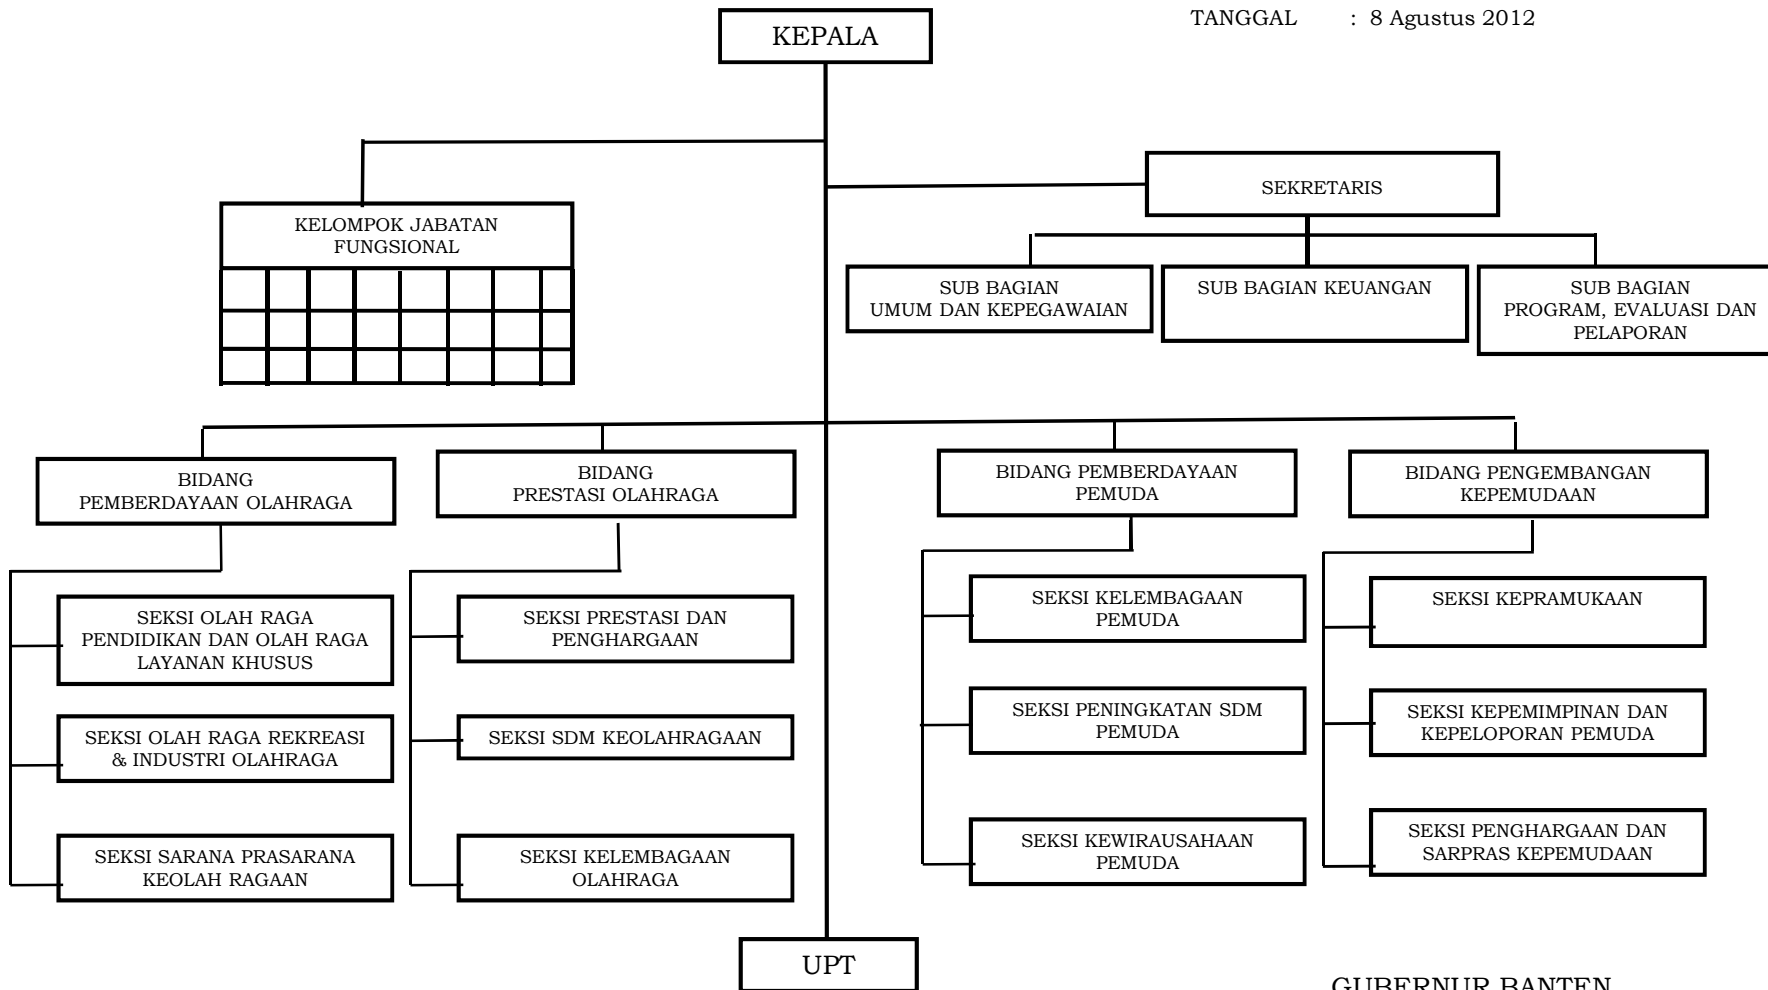 TANGGAL : 8 Agustus 2012
KEPALA
SEKRETARIS
KELOMPOK JABATAN
FUNGSIONAL
SUB BAGIAN
UMUM DAN KEPEGAWAIAN
SUB BAGIAN KEUANGAN
SUB BAGIAN
PROGRAM, EVALUASI DAN
PELAPORAN
BIDANG
PEMBERDAYAAN OLAHRAGA
BIDANG
PRESTASI OLAHRAGA
BIDANG PEMBERDAYAAN
PEMUDA
BIDANG PENGEMBANGAN
KEPEMUDAAN
SEKSI OLAH RAGA
PENDIDIKAN DAN OLAH RAGA
LAYANAN KHUSUS
SEKSI OLAH RAGA REKREASI
& INDUSTRI OLAHRAGA
SEKSI SARANA PRASARANA
KEOLAH RAGAAN
SEKSI PRESTASI DAN
PENGHARGAAN
SEKSI SDM KEOLAHRAGAAN
SEKSI KELEMBAGAAN
OLAHRAGA
SEKSI KELEMBAGAAN
PEMUDA
SEKSI PENINGKATAN SDM
PEMUDA
SEKSI KEWIRAUSAHAAN
PEMUDA
SEKSI KEPRAMUKAAN
SEKSI KEPEMIMPINAN DAN
KEPELOPORAN PEMUDA
SEKSI PENGHARGAAN DAN
SARPRAS KEPEMUDAAN
UPT
GUBERNUR BANTEN